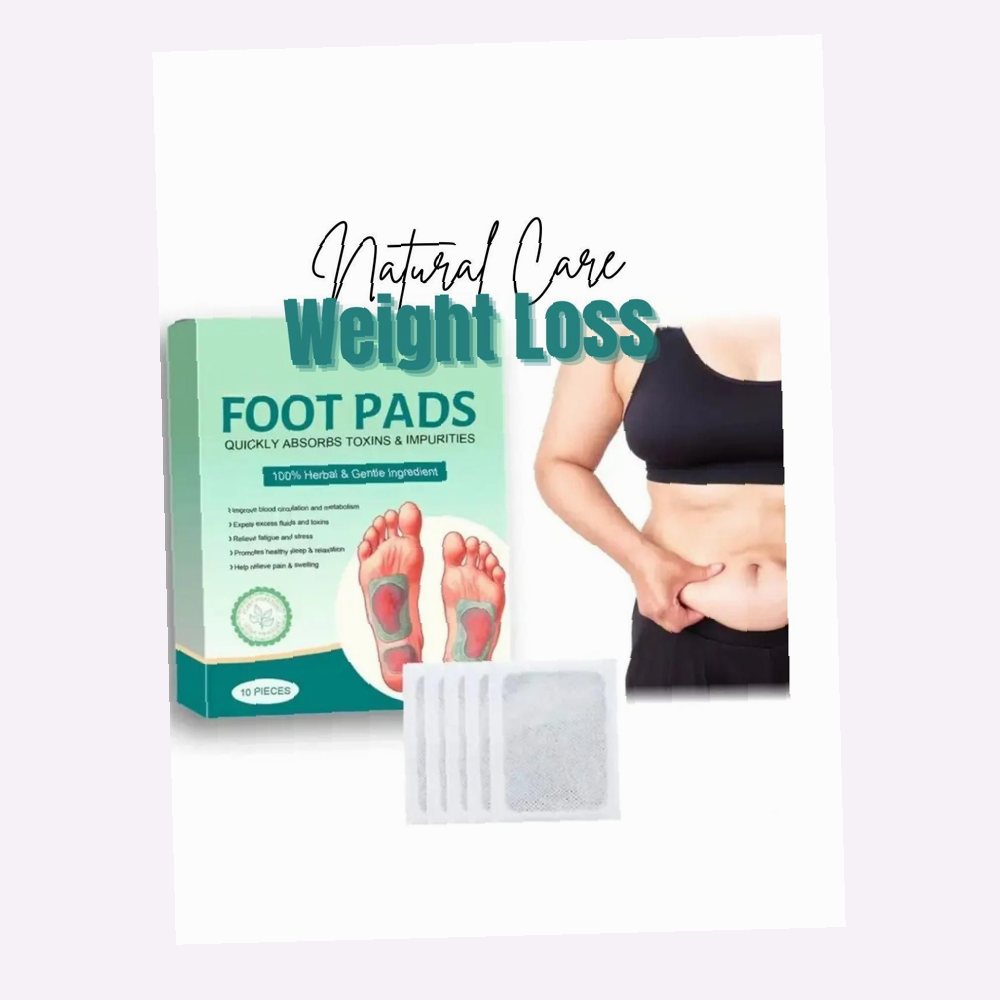 Natural Care
Weight Loss
FOOT PADS
QUICKLY ABSORBS TOXINS & IMPURITIES
100% Herbal & Gentle Ingredient
Improve blood circulation and metabolism
Expels excess fluids and toxins
Relieve fatigue and stress
Promotes healthy sleep & relaxation
Help relieve pain & swelling
10 PIECES